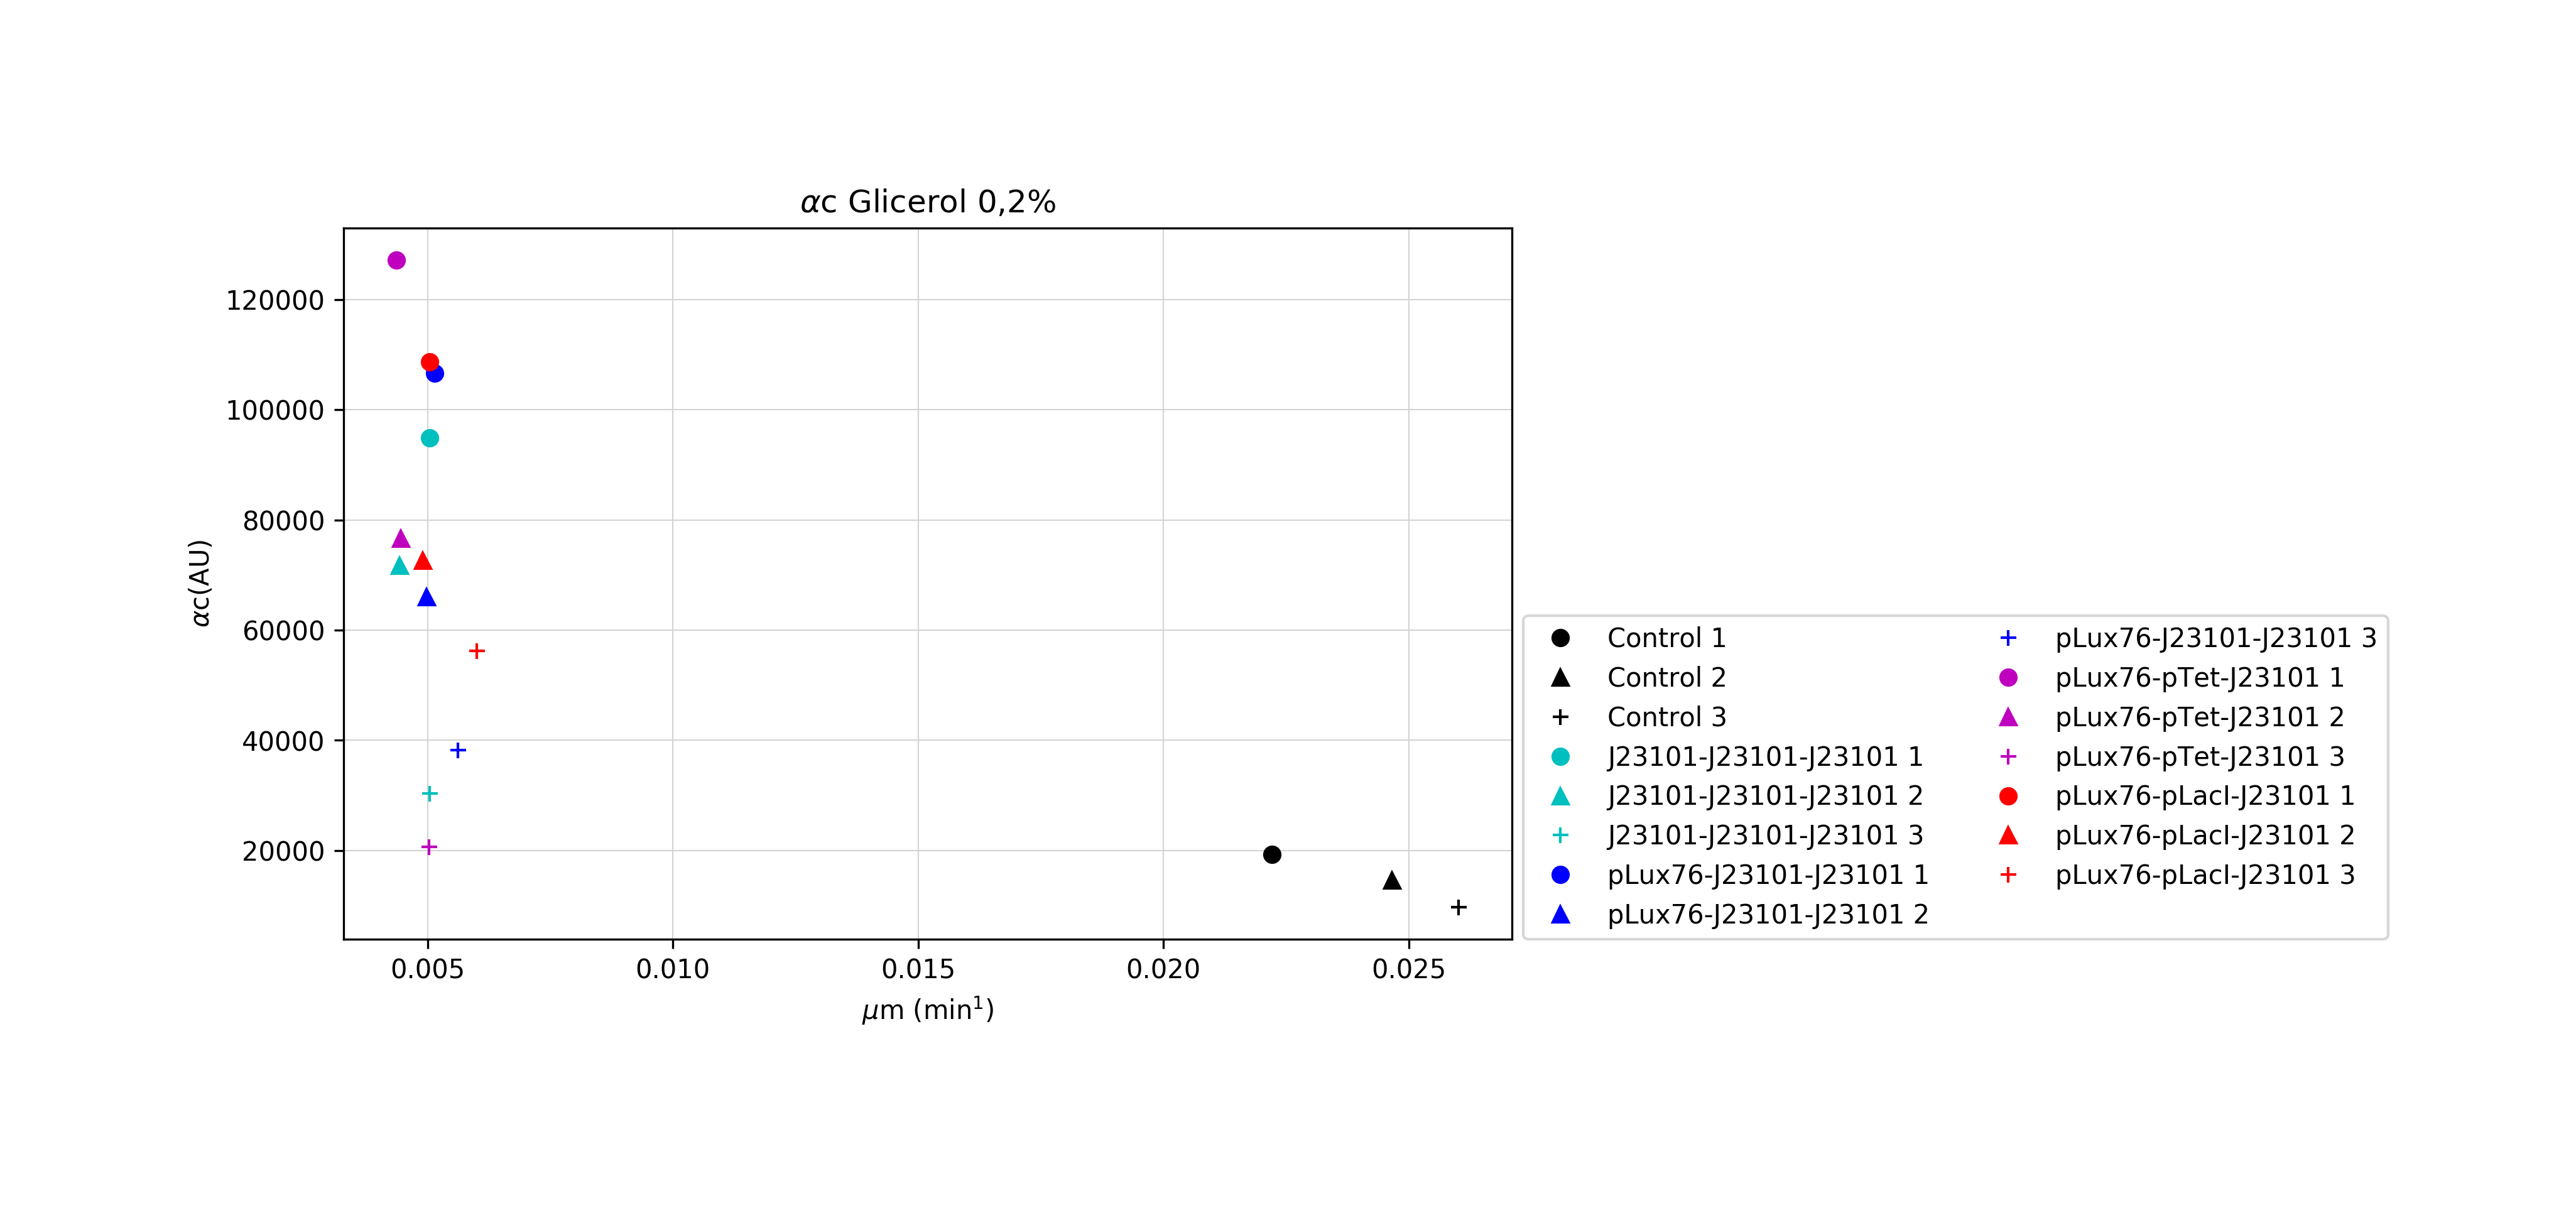 αc Glicerol 0,2%
αc(AU)
120000
100000
80000
60000
40000
20000
0.005 0.010 0.015 0.020 0.025
μm (min¹)
Control 1
Control 2
Control 3
J23101-J23101-J23101 1
J23101-J23101-J23101 2
J23101-J23101-J23101 3
pLux76-J23101-J23101 1
pLux76-J23101-J23101 2
pLux76-J23101-J23101 3
pLux76-pTet-J23101 1
pLux76-pTet-J23101 2
pLux76-pTet-J23101 3
pLux76-pLacI-J23101 1
pLux76-pLacI-J23101 2
pLux76-pLacI-J23101 3